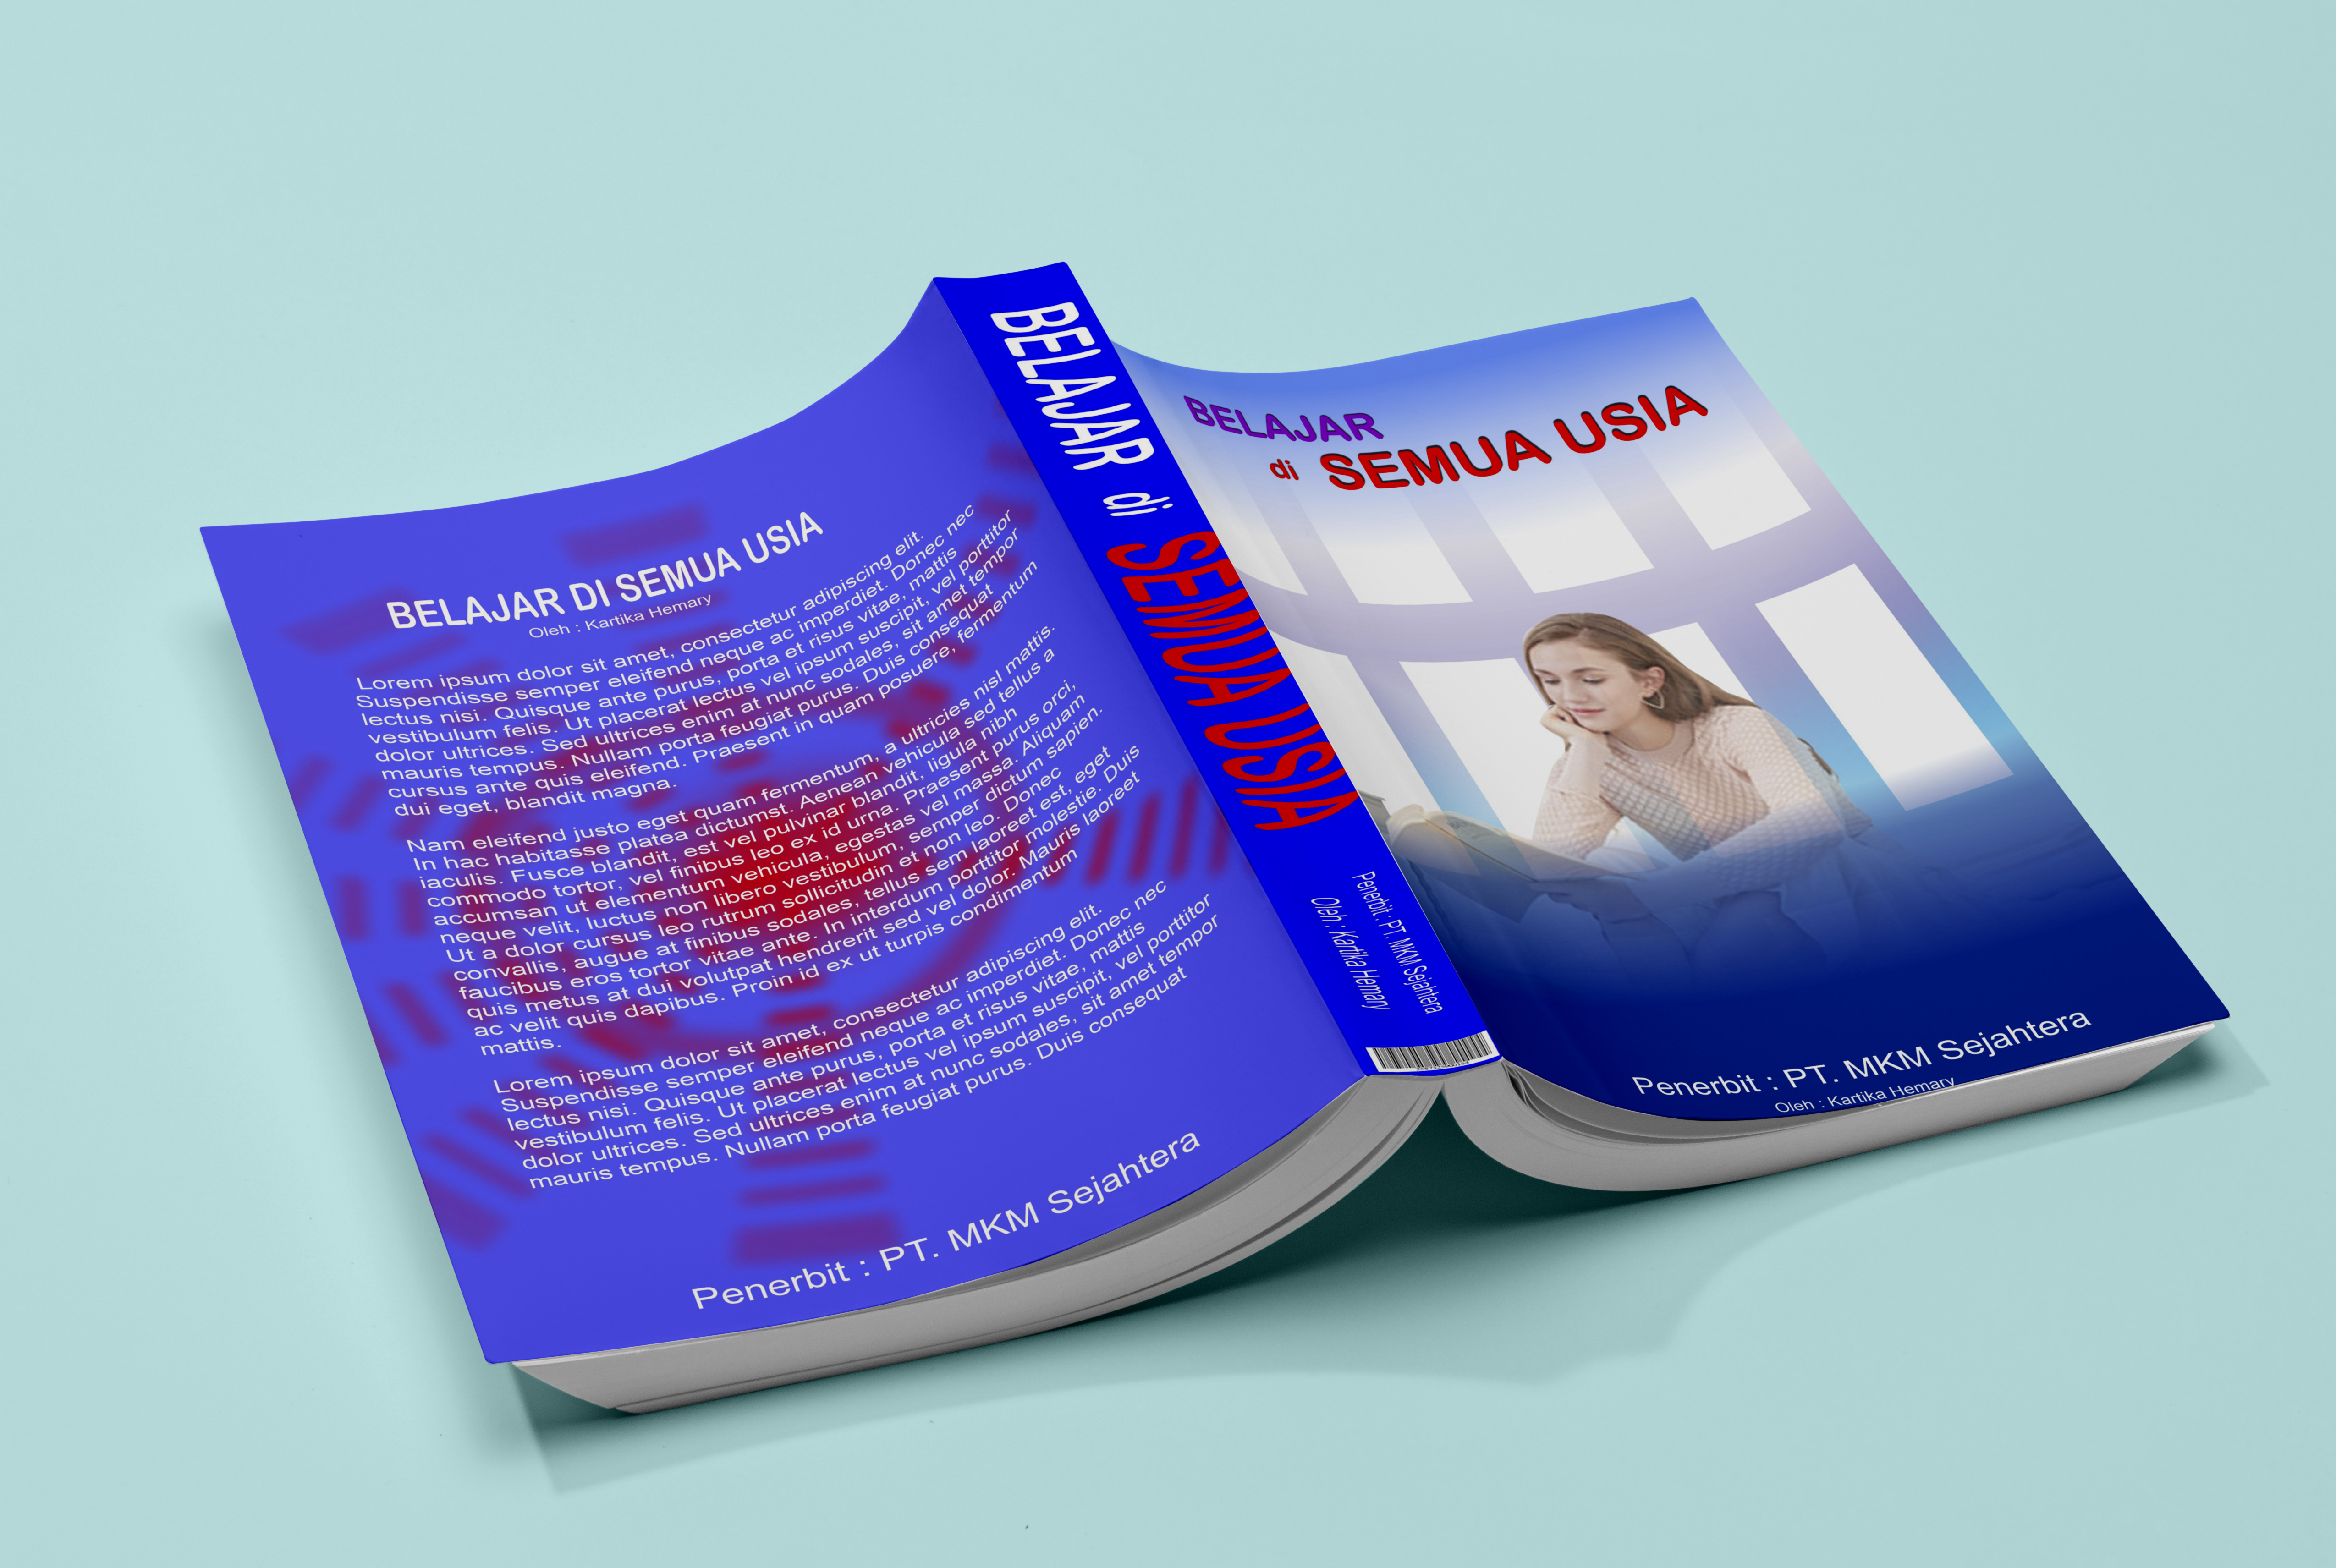 BELAJAR DI SEMUA USIA
Oleh : Kartika Hemary
Lorem ipsum dolor sit amet, consectetur adipiscing elit.
Suspendisse semper eleifend neque ac imperdiet. Donec nec
lectus nisi. Quisque ante purus, porta et risus vitae, mattis
vestibulum felis. Ut placerat lectus vel ipsum suscipit, vel porttitor
dolor ultrices. Sed ultrices enim at nunc sodales, sit amet tempor
mauris tempus. Nullam porta feugiat purus. Duis consequat
cursus ante quis eleifend. Praesent in quam posuere, fermentum
dui eget, blandit magna.
Nam eleifend justo eget quam fermentum, a ultricies nisl mattis.
In hac habitasse platea dictumst. Aenean vehicula sed tellus a
iaculis. Fusce blandit, est vel pulvinar blandit, ligula nibh
commodo tortor, vel finibus leo ex id urna. Praesent purus orci,
accumsan ut elementum vehicula, egestas vel massa. Aliquam
neque velit, luctus non libero vestibulum, semper dictum sapien.
Ut a dolor cursus leo rutrum sollicitudin et non leo. Donec
convallis, augue at finibus sodales, tellus sem laoreet est, eget
faucibus eros tortor vitae ante. In interdum porttitor molestie. Duis
quis metus at dui volutpat hendrerit sed vel dolor. Mauris laoreet
ac velit quis dapibus. Proin id ex ut turpis condimentum
mattis.
Lorem ipsum dolor sit amet, consectetur adipiscing elit.
Suspendisse semper eleifend neque ac imperdiet. Donec nec
lectus nisi. Quisque ante purus, porta et risus vitae, mattis
vestibulum felis. Ut placerat lectus vel ipsum suscipit, vel porttitor
dolor ultrices. Sed ultrices enim at nunc sodales, sit amet tempor
mauris tempus. Nullam porta feugiat purus. Duis consequat
Penerbit : PT. MKM Sejahtera
BELAJAR di SEMUA USIA
Penerbit : PT. MKM Sejahtera
Oleh : Kartika Hemary
BELAJAR
di SEMUA USIA
Penerbit : PT. MKM Sejahtera
Oleh : Kartika Hemary